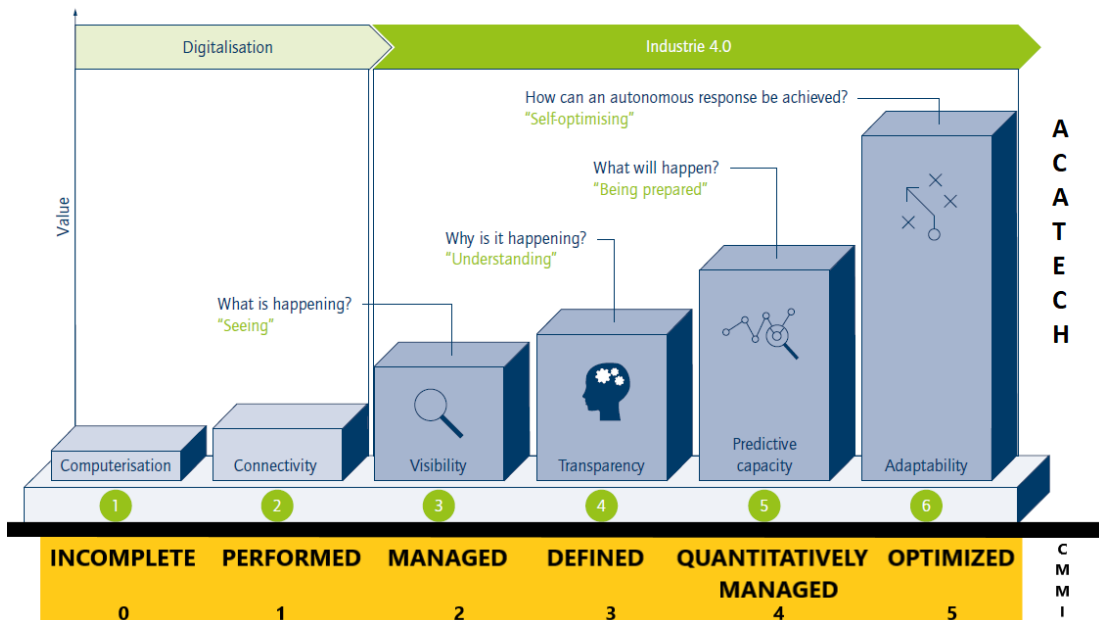 Digitalisation
Industrie 4.0
How can an autonomous response be achieved?
"Self-optimising"
What will happen?
"Being prepared"
Why is it happening?
"Understanding"
What is happening?
"Seeing"
Value
Computerisation
Connectivity
Visibility
Transparency
Predictive
capacity
Adaptability
1
2
3
4
5
6
A
C
A
T
E
C
H
INCOMPLETE
PERFORMED
MANAGED
DEFINED
QUANTITATIVELY
MANAGED
OPTIMIZED
0
1
2
3
4
5
C
M
M
I